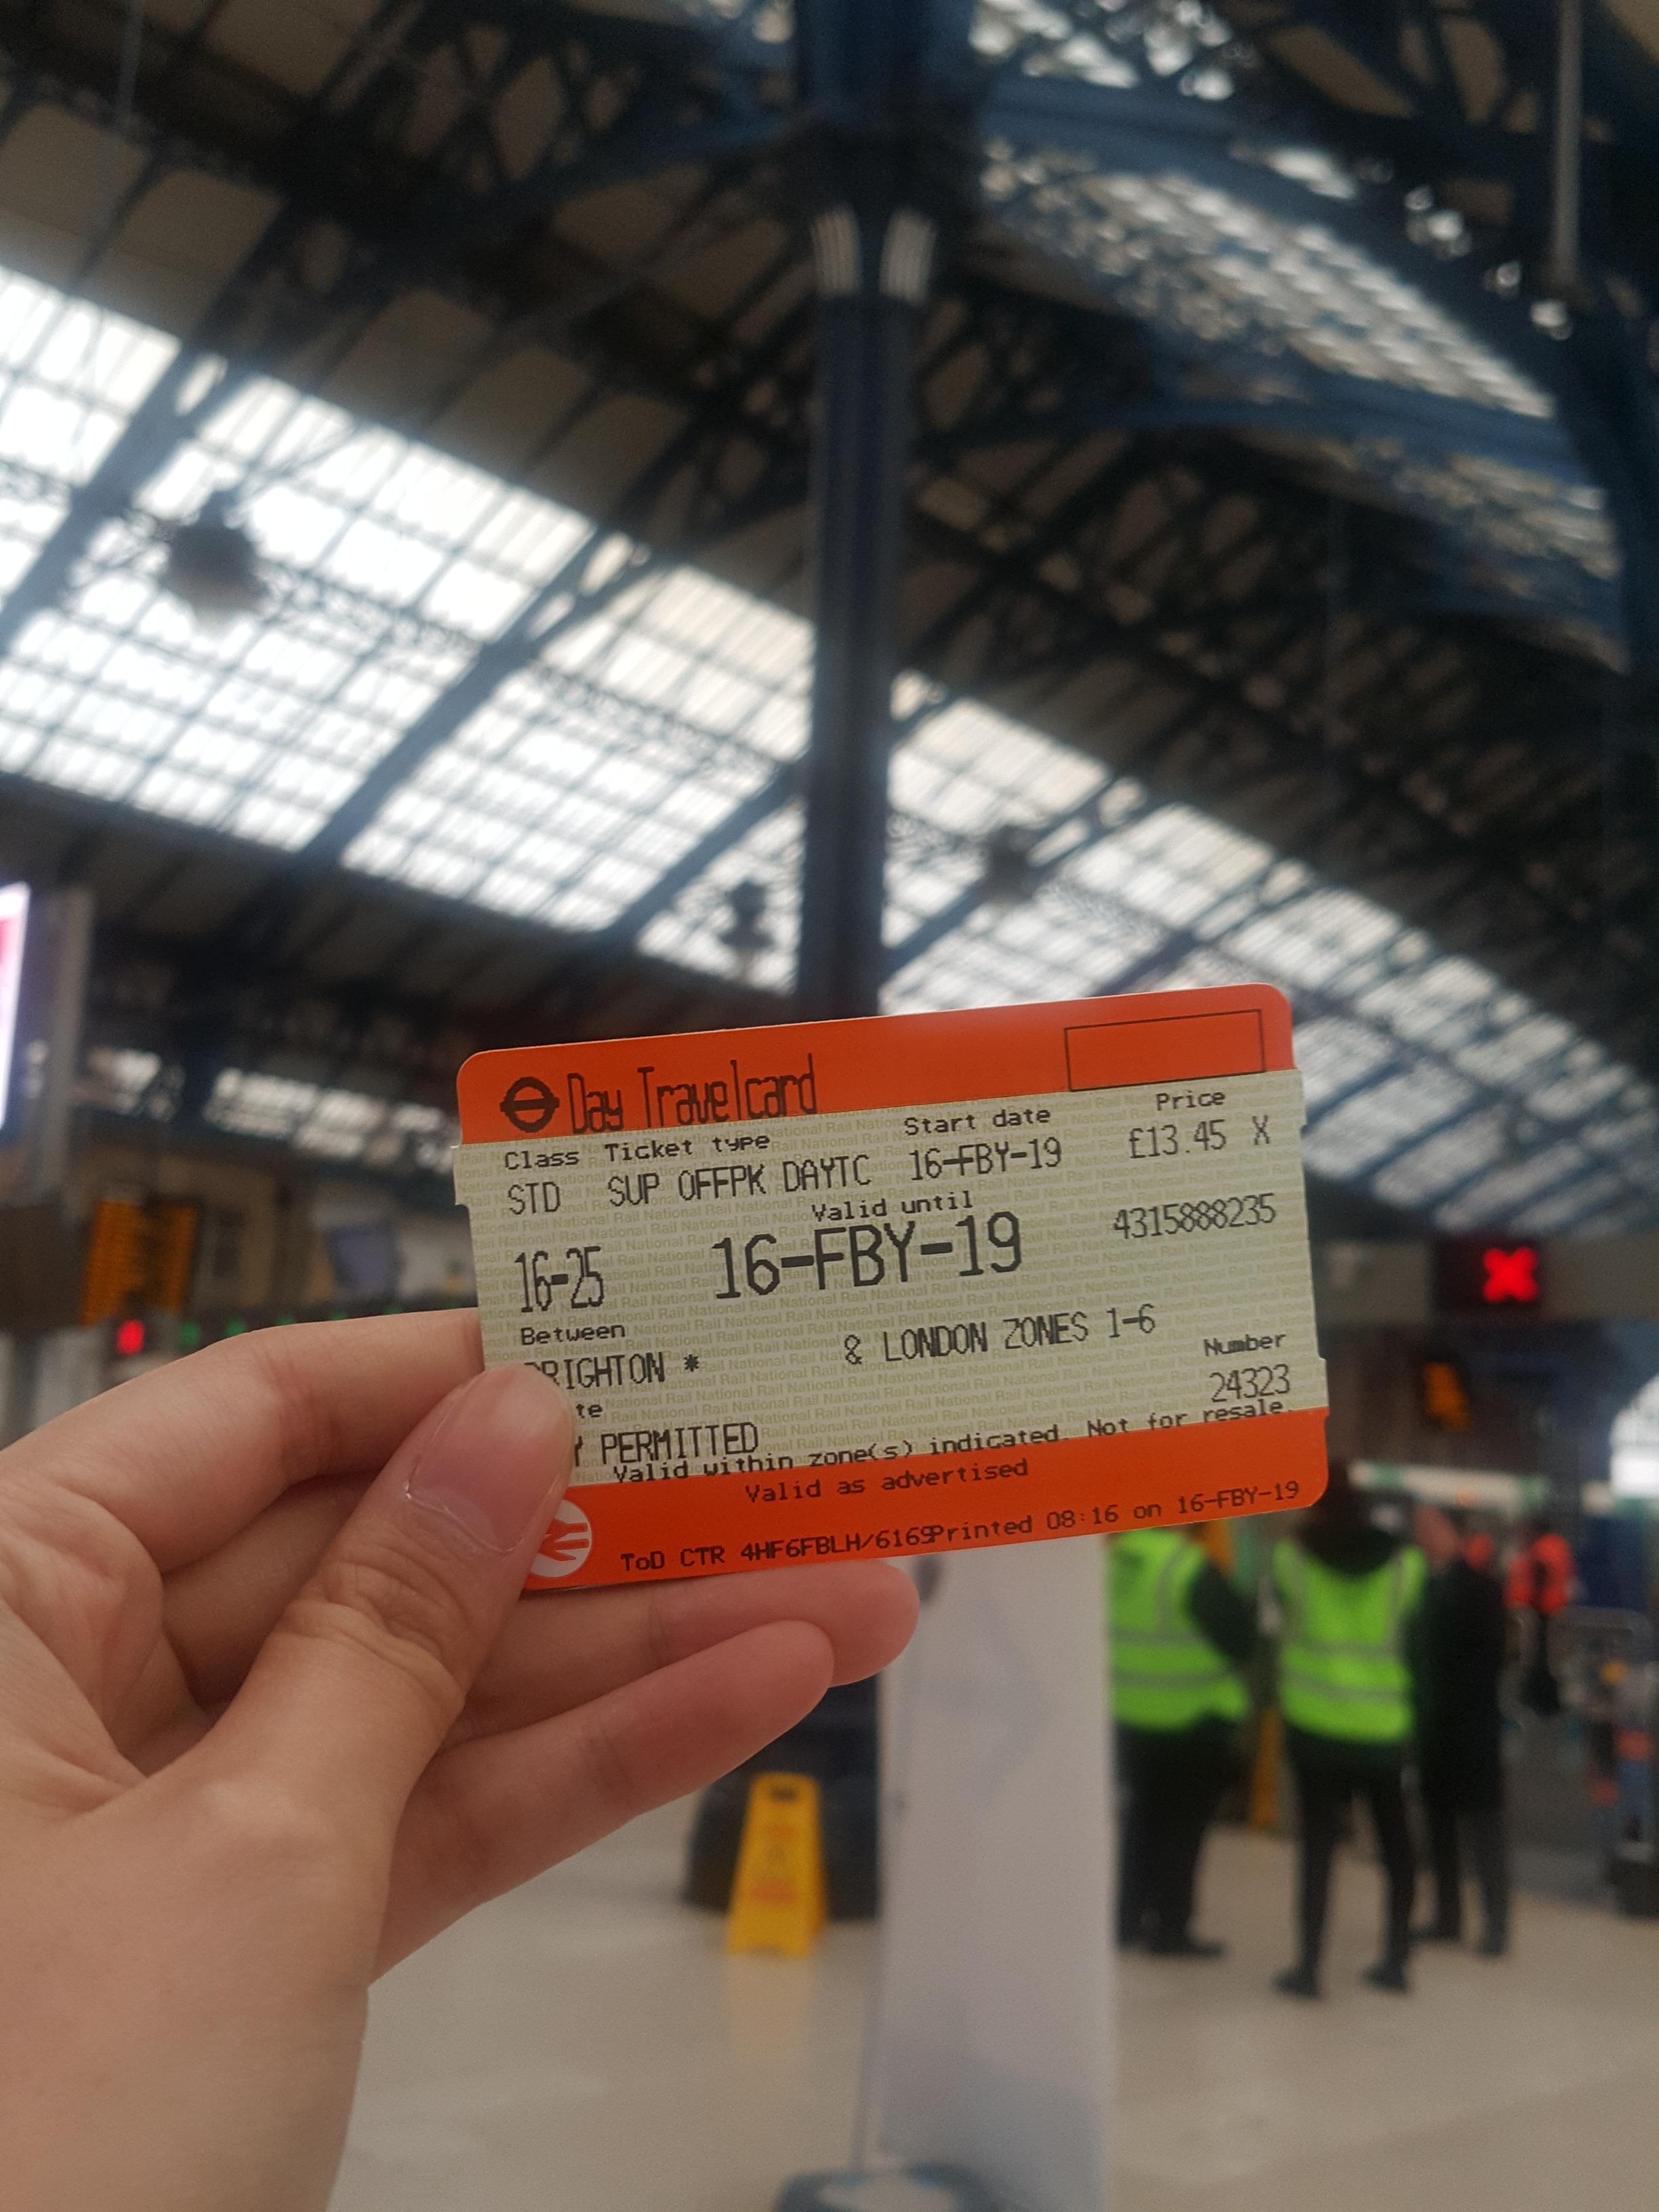 Day Travelcard
Class Ticket type Start date Price
STD SUP OFFPK DAYTC 16-FBY-19 £13.45 X
Valid until
16-25 16-FBY-19 4315888235
Between
RIGHTON * & LONDON ZONES 1-6
Number
te 24323
Y PERMITTED
Valid within zone(s) indicated. Not for resale.
Valid as advertised
ToD CTR 4HF6FBLH/6169Printed 08:16 on 16-FBY-19